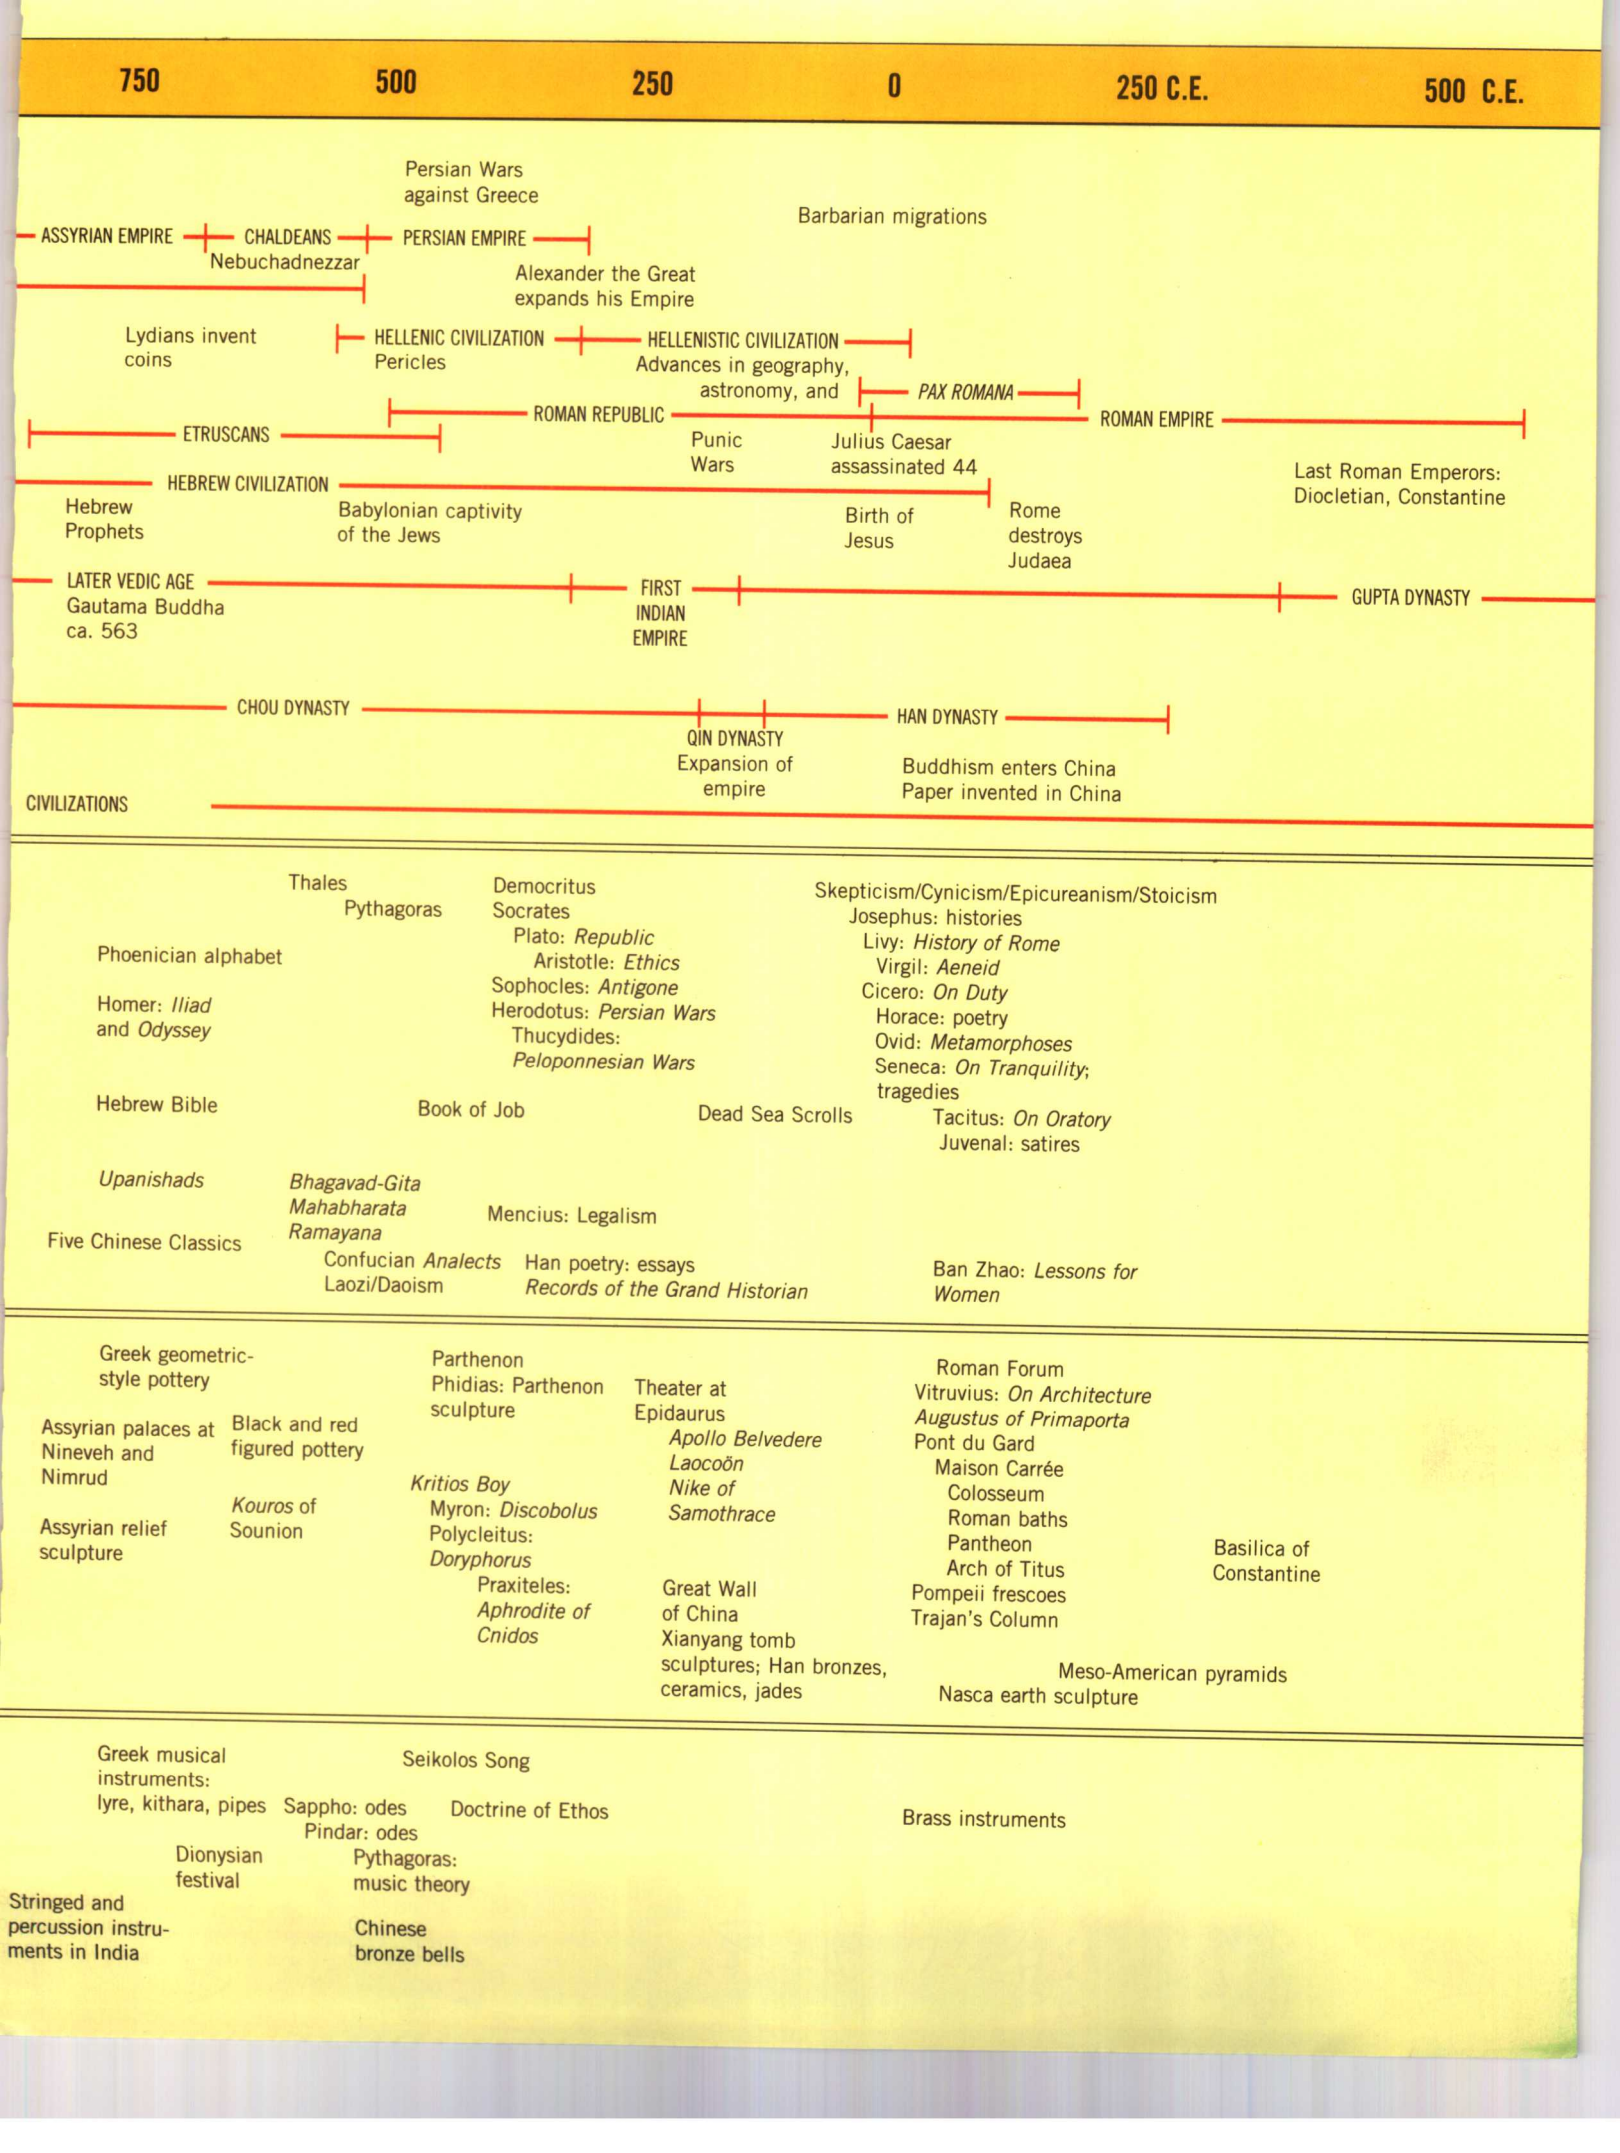 750 500 250 0 250 C.E. 500 C.E.
Persian Wars
against Greece
Barbarian migrations
ASSYRIAN EMPIRE CHALDEANS PERSIAN EMPIRE
Nebuchadnezzar
Alexander the Great
expands his Empire
Lydians invent
coins
HELLENIC CIVILIZATION HELLENISTIC CIVILIZATION
Pericles
Advances in geography,
astronomy, and
PAX ROMANA
ROMAN REPUBLIC ROMAN EMPIRE
ETRUSCANS
Punic
Wars
Julius Caesar
assassinated 44
Last Roman Emperors:
Diocletian, Constantine
HEBREW CIVILIZATION
Hebrew
Prophets
Babylonian captivity
of the Jews
Birth of
Jesus
Rome
destroys
Judaea
LATER VEDIC AGE
Gautama Buddha
ca. 563
FIRST
INDIAN
EMPIRE
GUPTA DYNASTY
CHOU DYNASTY
HAN DYNASTY
QIN DYNASTY
Expansion of
empire
Buddhism enters China
Paper invented in China
CIVILIZATIONS
Thales
Pythagoras
Phoenician alphabet
Homer: Iliad
and Odyssey
Democritus
Socrates
Plato: Republic
Aristotle: Ethics
Sophocles: Antigone
Herodotus: Persian Wars
Thucydides:
Peloponnesian Wars
Skepticism/Cynicism/Epicureanism/Stoicism
Josephus: histories
Livy: History of Rome
Virgil: Aeneid
Cicero: On Duty
Horace: poetry
Ovid: Metamorphoses
Seneca: On Tranquility;
tragedies
Tacitus: On Oratory
Juvenal: satires
Hebrew Bible
Book of Job
Dead Sea Scrolls
Upanishads
Bhagavad-Gita
Mahabharata
Ramayana
Mencius: Legalism
Five Chinese Classics
Confucian Analects
Laozi/Daoism
Han poetry: essays
Records of the Grand Historian
Ban Zhao: Lessons for
Women
Greek geometric-
style pottery
Assyrian palaces at
Nineveh and
Nimrud
Black and red
figured pottery
Kouros of
Sounion
Assyrian relief
sculpture
Parthenon
Phidias: Parthenon
sculpture
Kritios Boy
Myron: Discobolus
Polycleitus:
Doryphorus
Praxiteles:
Aphrodite of
Cnidos
Theater at
Epidaurus
Apollo Belvedere
Laocoön
Nike of
Samothrace
Great Wall
of China
Xianyang tomb
sculptures; Han bronzes,
ceramics, jades
Roman Forum
Vitruvius: On Architecture
Augustus of Primaporta
Pont du Gard
Maison Carrée
Colosseum
Roman baths
Pantheon
Arch of Titus
Pompeii frescoes
Trajan's Column
Basilica of
Constantine
Meso-American pyramids
Nasca earth sculpture
Greek musical
instruments:
lyre, kithara, pipes
Seikolos Song
Sappho: odes
Pindar: odes
Doctrine of Ethos
Brass instruments
Dionysian
festival
Pythagoras:
music theory
Stringed and
percussion instru-
ments in India
Chinese
bronze bells